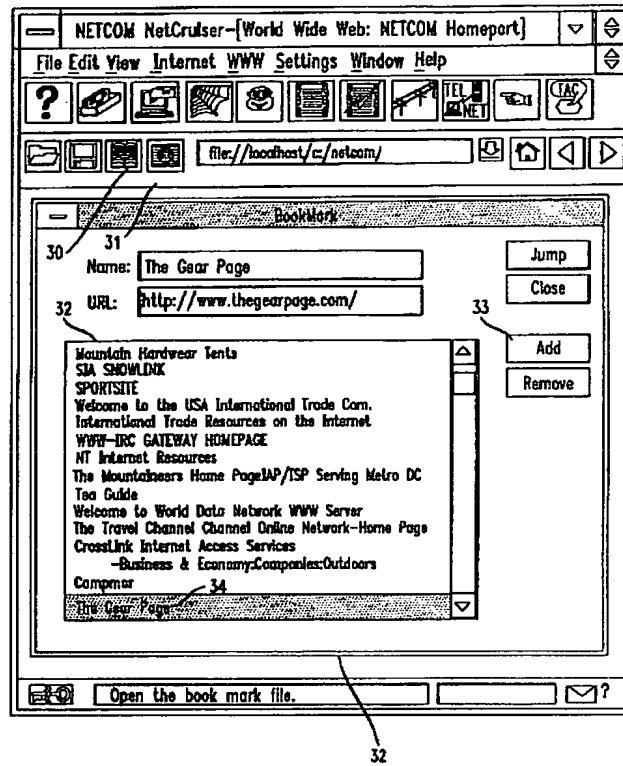 NETCOM NetCruiser-[World Wide Web: NETCOM Homeport]
File Edit View Internet WWW Settings Window Help
? TEL NET TAC
file://localhost/c:/netcom/
30 31
BookMark
Name: The Gear Page
Jump
URL: http://www.thegearpage.com/
Close
32
33
Add
Remove
Mountain Hardwear Tents
SIA SNOWLINK
SPORTSITE
Welcome to the USA International Trade Com.
International Trade Resources on the Internet
WWW-IRC GATEWAY HOMEPAGE
NT Internet Resources
The Mountaineers Home PageIAP/ISP Serving Metro DC
Tea Guide
Welcome to World Data Network WWW Server
The Travel Channel Channel Online Network-Home Page
CrossLink Internet Access Services
-Business & Economy:Companies:Outdoors
Campmor
The Gear Page 34
Open the book mark file. ?
32